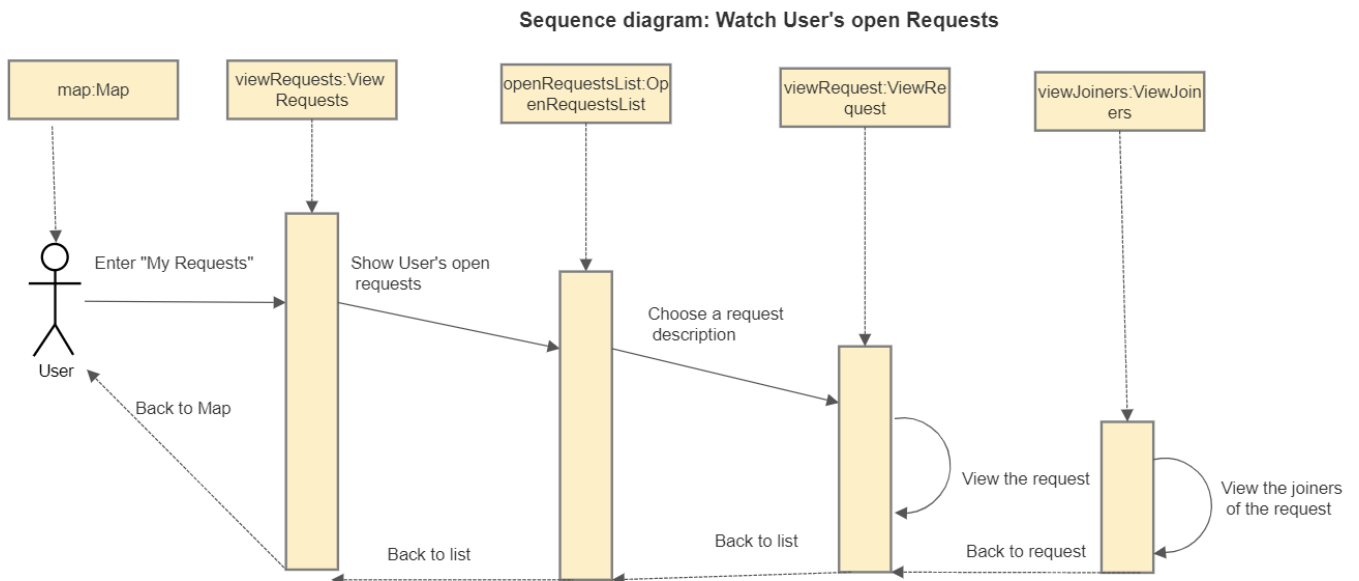 Sequence diagram: Watch User's open Requests
map:Map
viewRequests:View
Requests
openRequestsList:Op
enRequestsList
viewRequest:ViewRe
quest
viewJoiners:ViewJoin
ers
Enter "My Requests"
Show User's open
requests
Choose a request
description
User
Back to Map
View the request
View the joiners
of the request
Back to list
Back to list
Back to request